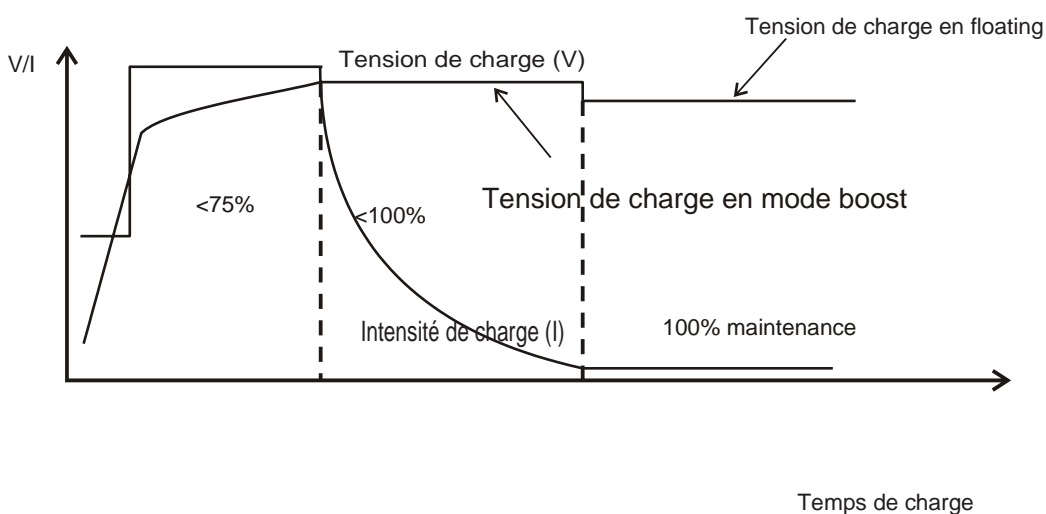 Tension de charge en floating
V/I
Tension de charge (V)
<75%
<100%
Tension de charge en mode boost
Intensité de charge (I)
100% maintenance
Temps de charge